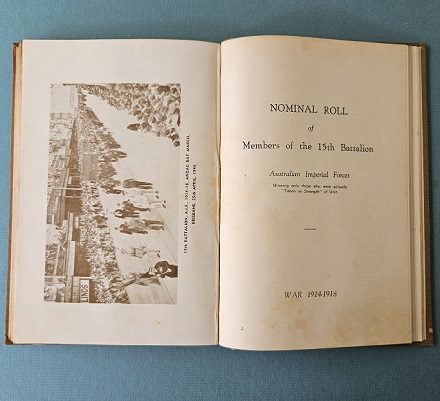 15TH BATTALION, A.I.F. 1914-18, ANZAC DAY MARCH,
BRISBANE, 25TH APRIL, 1942
NOMINAL ROLL
of
Members of the 15th Battalion
Australian Imperial Forces
Showing only those who were actually
"Taken on Strength" of Unit
WAR 1914-1918